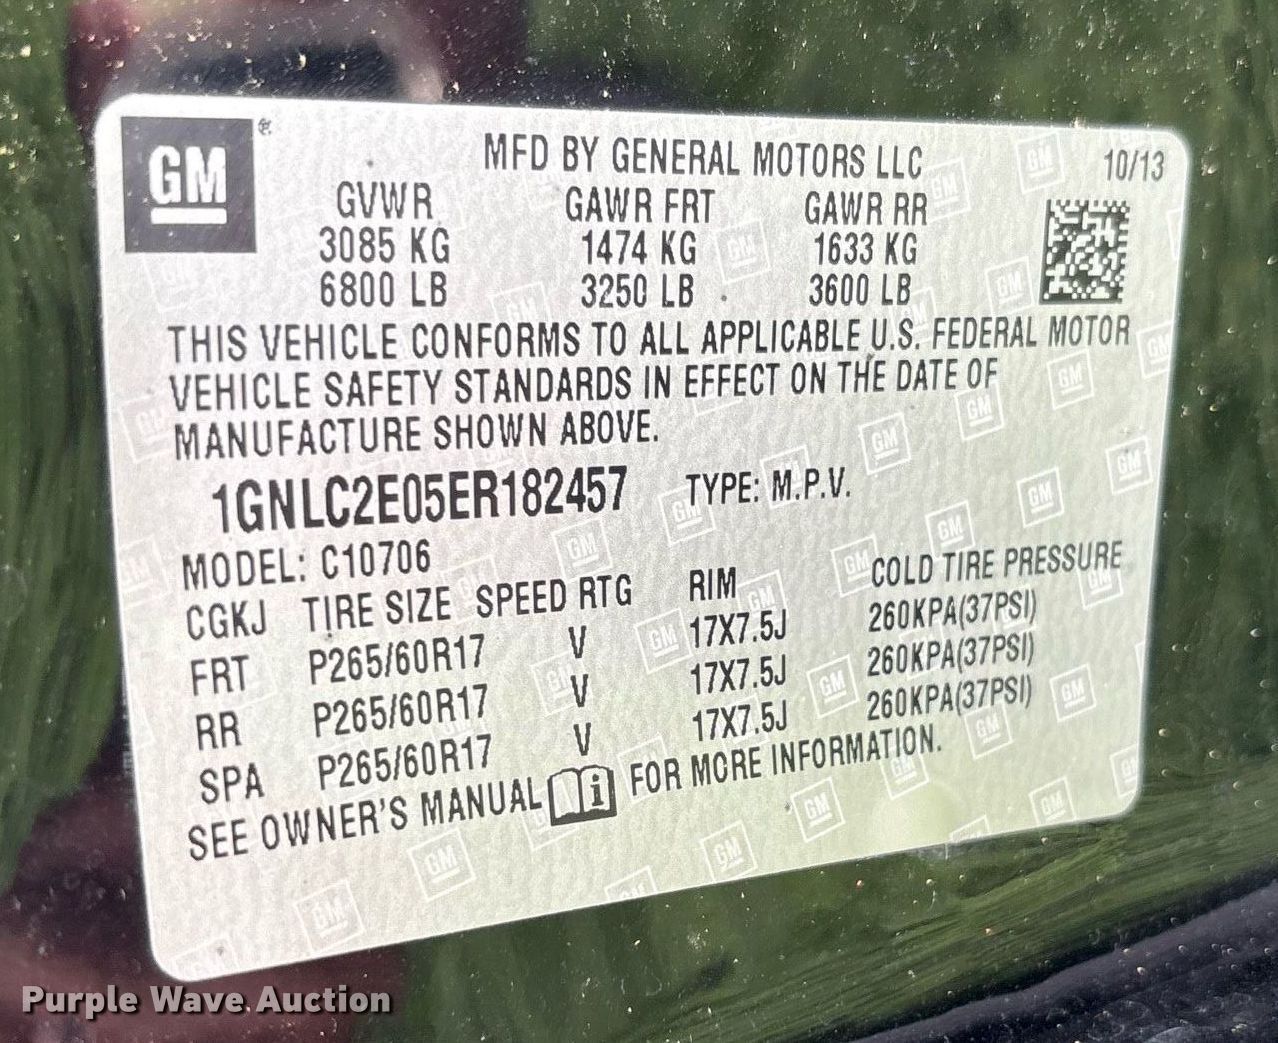 GM
MFD BY GENERAL MOTORS LLC
10/13
GVWR GAWR FRT GAWR RR
3085 KG 1474 KG 1633 KG
6800 LB 3250 LB 3600 LB
THIS VEHICLE CONFORMS TO ALL APPLICABLE U.S. FEDERAL MOTOR
VEHICLE SAFETY STANDARDS IN EFFECT ON THE DATE OF
MANUFACTURE SHOWN ABOVE.
1GNLC2E05ER182457 TYPE: M.P.V.
MODEL: C10706
CGKJ TIRE SIZE SPEED RTG RIM COLD TIRE PRESSURE
FRT P265/60R17 V 17X7.5J 260KPA(37PSI)
RR P265/60R17 V 17X7.5J 260KPA(37PSI)
SPA P265/60R17 V 17X7.5J 260KPA(37PSI)
SEE OWNER'S MANUAL i FOR MORE INFORMATION.
Purple Wave Auction